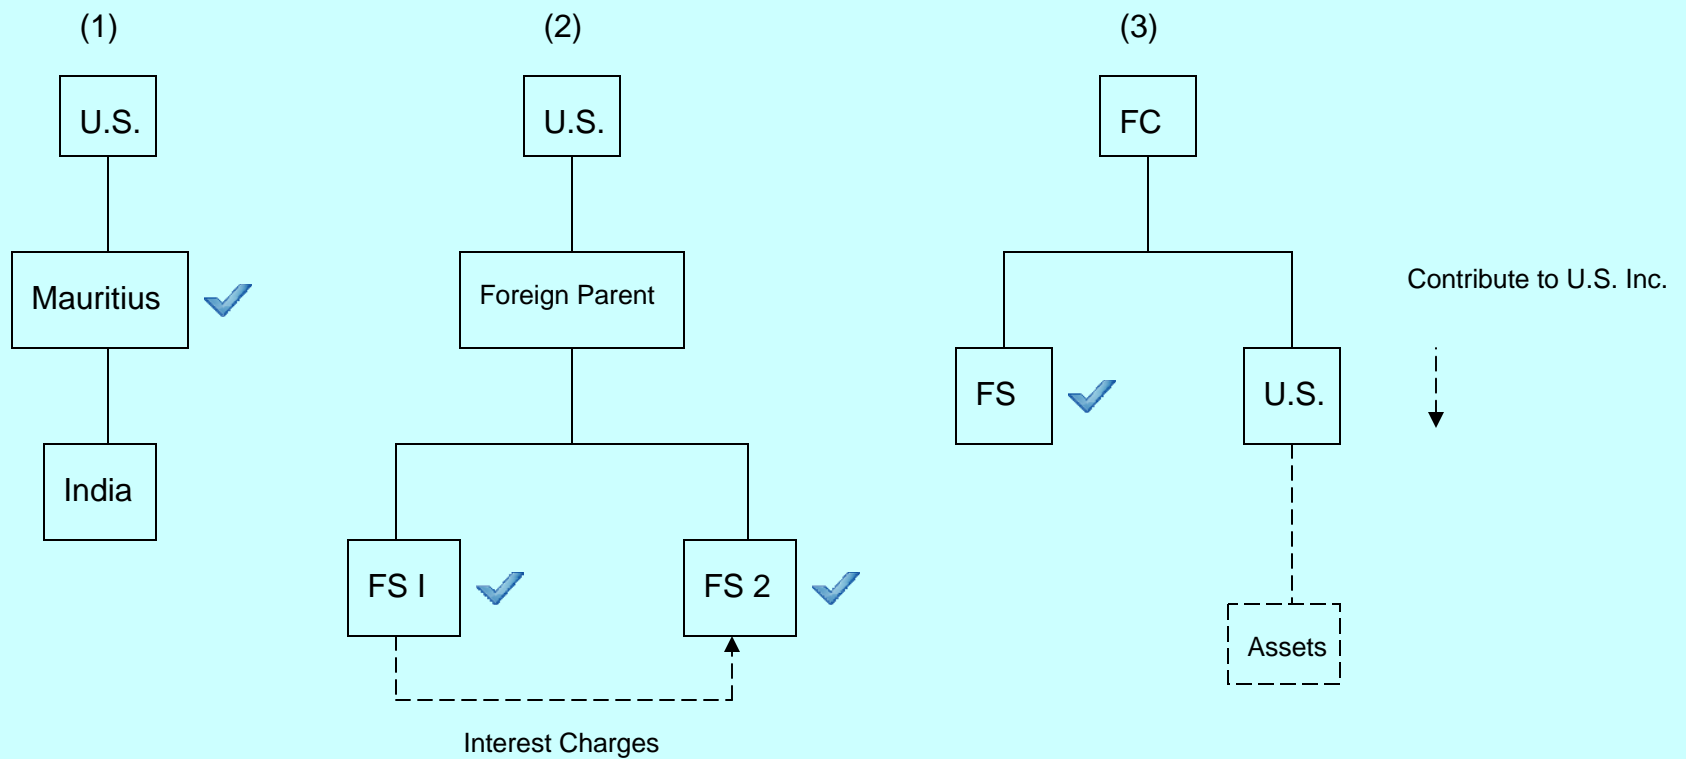 (1)
(2)
(3)
U.S.
U.S.
FC
Mauritius
Foreign Parent
Contribute to U.S. Inc.
FS
U.S.
India
FS I
FS 2
Assets
Interest Charges